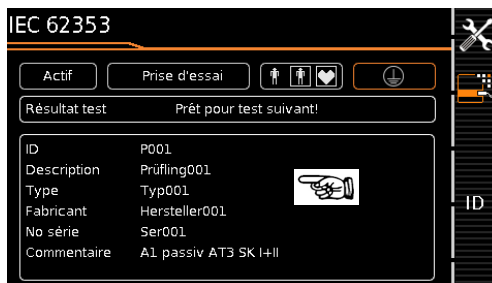 IEC 62353
Actif
Prise d'essai
Résultat test Prêt pour test suivant!
ID P001
Description Prüfling001
Type Typ001
Fabricant Hersteller001
No série Ser001
Commentaire A1 passiv AT3 SK I+II
ID